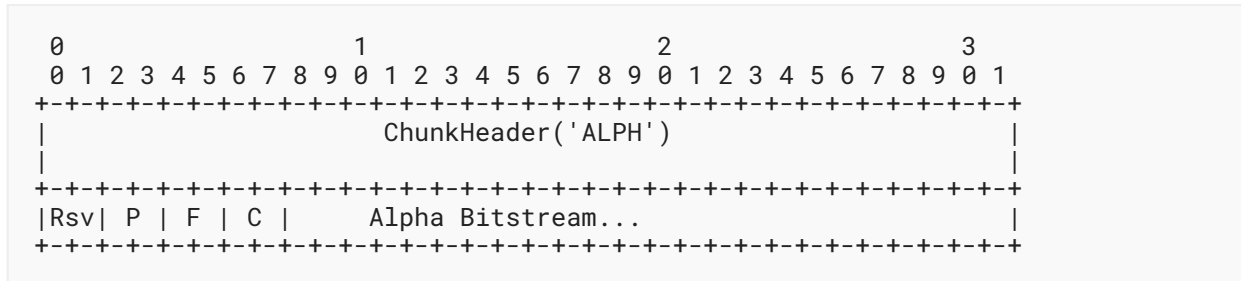 0                   1                   2                   3
 0 1 2 3 4 5 6 7 8 9 0 1 2 3 4 5 6 7 8 9 0 1 2 3 4 5 6 7 8 9 0 1
+-+-+-+-+-+-+-+-+-+-+-+-+-+-+-+-+-+-+-+-+-+-+-+-+-+-+-+-+-+-+-+-+
|                      ChunkHeader('ALPH')                      |
|                                                               |
+-+-+-+-+-+-+-+-+-+-+-+-+-+-+-+-+-+-+-+-+-+-+-+-+-+-+-+-+-+-+-+-+
|Rsv| P | F | C |     Alpha Bitstream...                        |
+-+-+-+-+-+-+-+-+-+-+-+-+-+-+-+-+-+-+-+-+-+-+-+-+-+-+-+-+-+-+-+-+